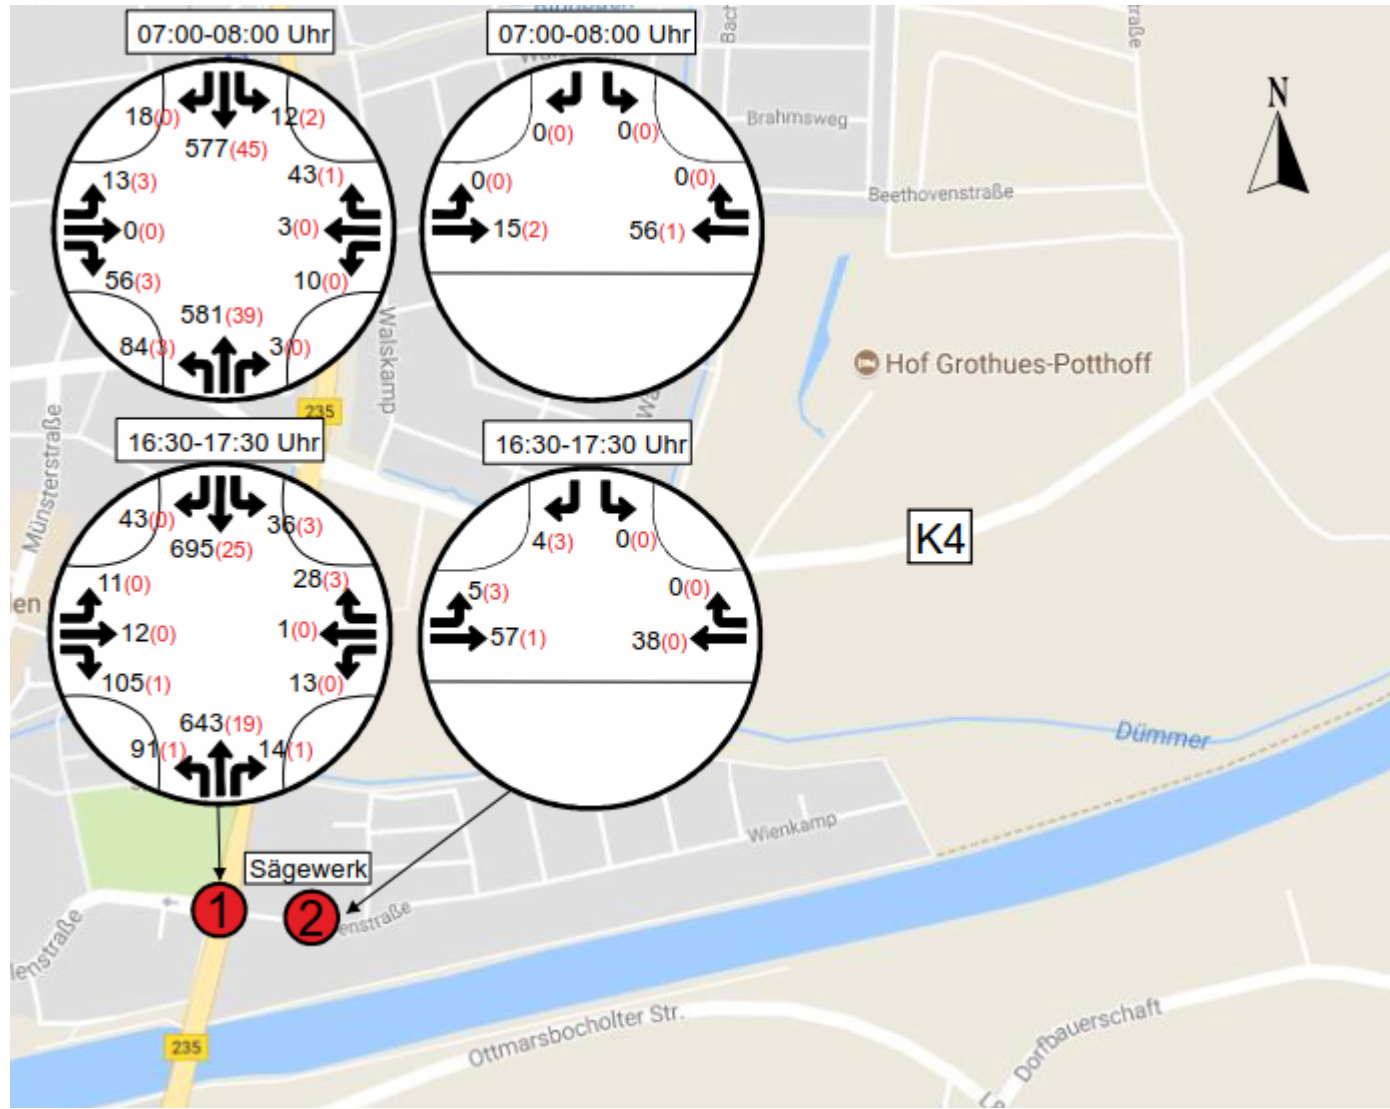 07:00-08:00 Uhr
07:00-08:00 Uhr
18(0)
12(2)
577(45)
13(3)
43(1)
0(0)
3(0)
56(3)
10(0)
581(39)
84(3)
3(0)
0(0)
0(0)
0(0)
0(0)
15(2)
56(1)
Brahmsweg
Beethovenstraße
N
Walskamp
Hof Grothues-Potthoff
235
Münsterstraße
16:30-17:30 Uhr
16:30-17:30 Uhr
43(0)
36(3)
695(25)
11(0)
28(3)
12(0)
1(0)
105(1)
13(0)
643(19)
91(1)
14(1)
4(3)
0(0)
5(3)
0(0)
57(1)
38(0)
K4
Dümmer
Wienkamp
Sägewerk
1
2
enstraße
lenstraße
235
Ottmarsbocholter Str.
Dorfbauerschaft